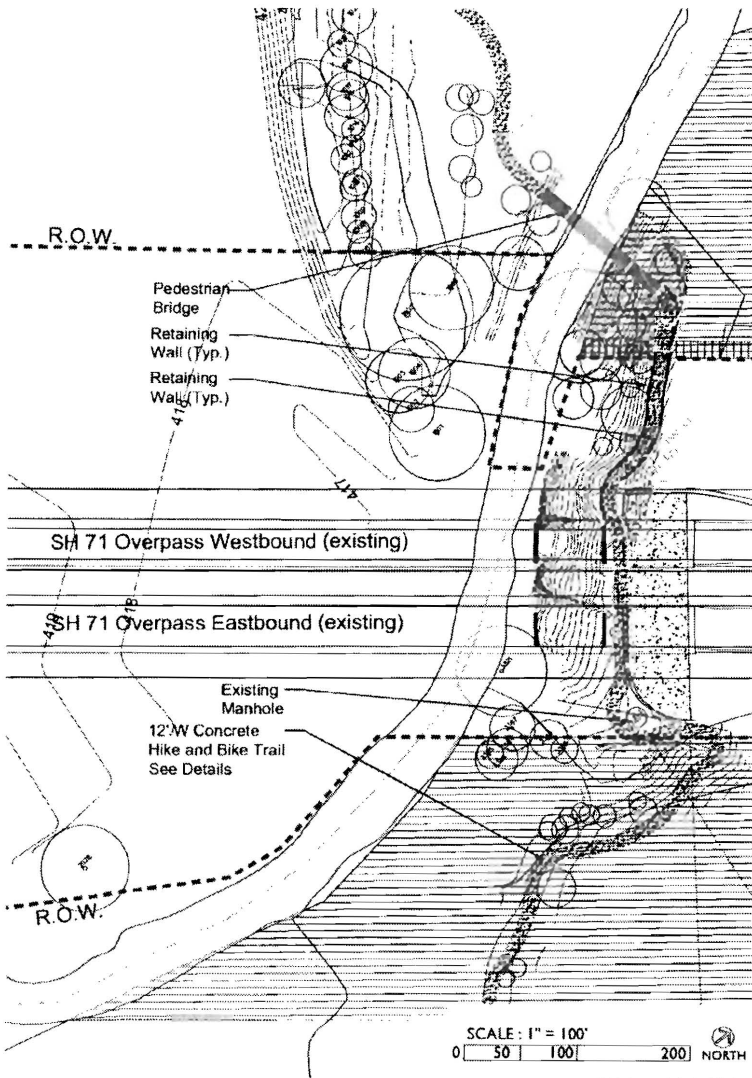 R.O.W.
Pedestrian
Bridge
Retaining
Wall (Typ.)
Retaining
Wall (Typ.)
419
417
SH 71 Overpass Westbound (existing)
SH 71 Overpass Eastbound (existing)
419
418
Existing
Manhole
12' W Concrete
Hike and Bike Trail
See Details
R.O.W.
SCALE : 1" = 100'
0 50 100 200
NORTH